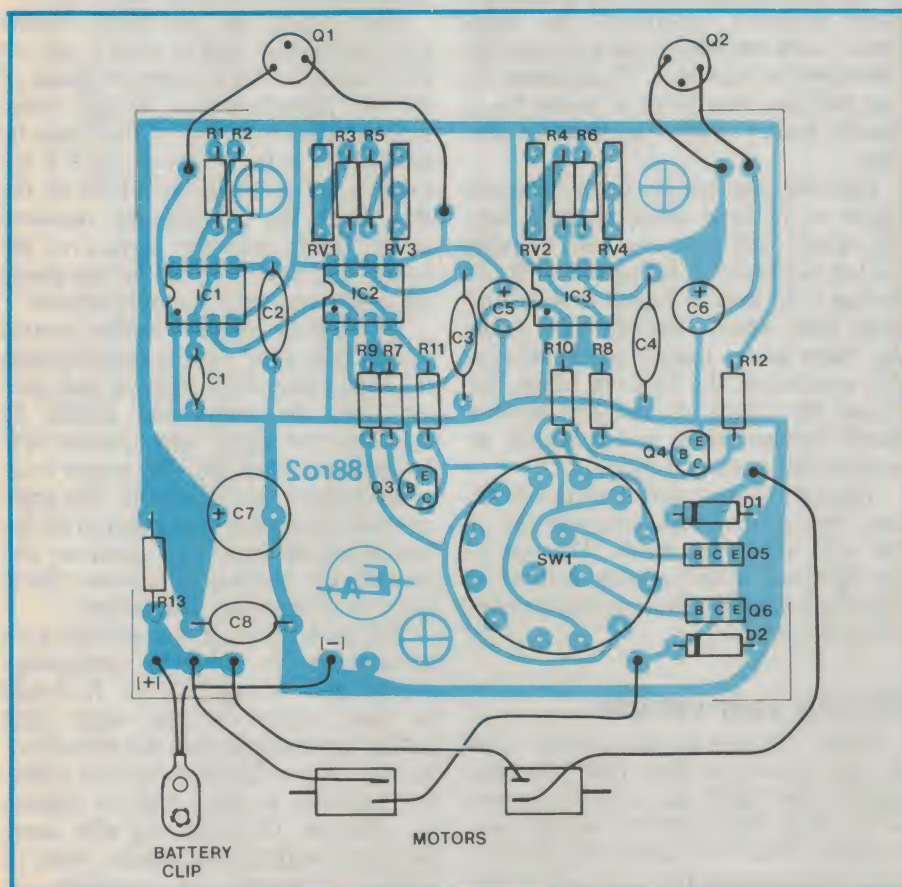 Q1
Q2
R1 R2
R3 R5
R4 R6
RV1
RV3
RV2
RV4
IC1
IC2
IC3
C2
C5
+
C6
+
C3
C4
C1
R9 R7 R11
R10 R8
R12
E
B
C
Q4
88ro2
E
B
C
Q3
+
C7
D1
SW1
B C E Q5
EA
B C E Q6
R13
C8
D2
(+)
(-)
MOTORS
BATTERY
CLIP